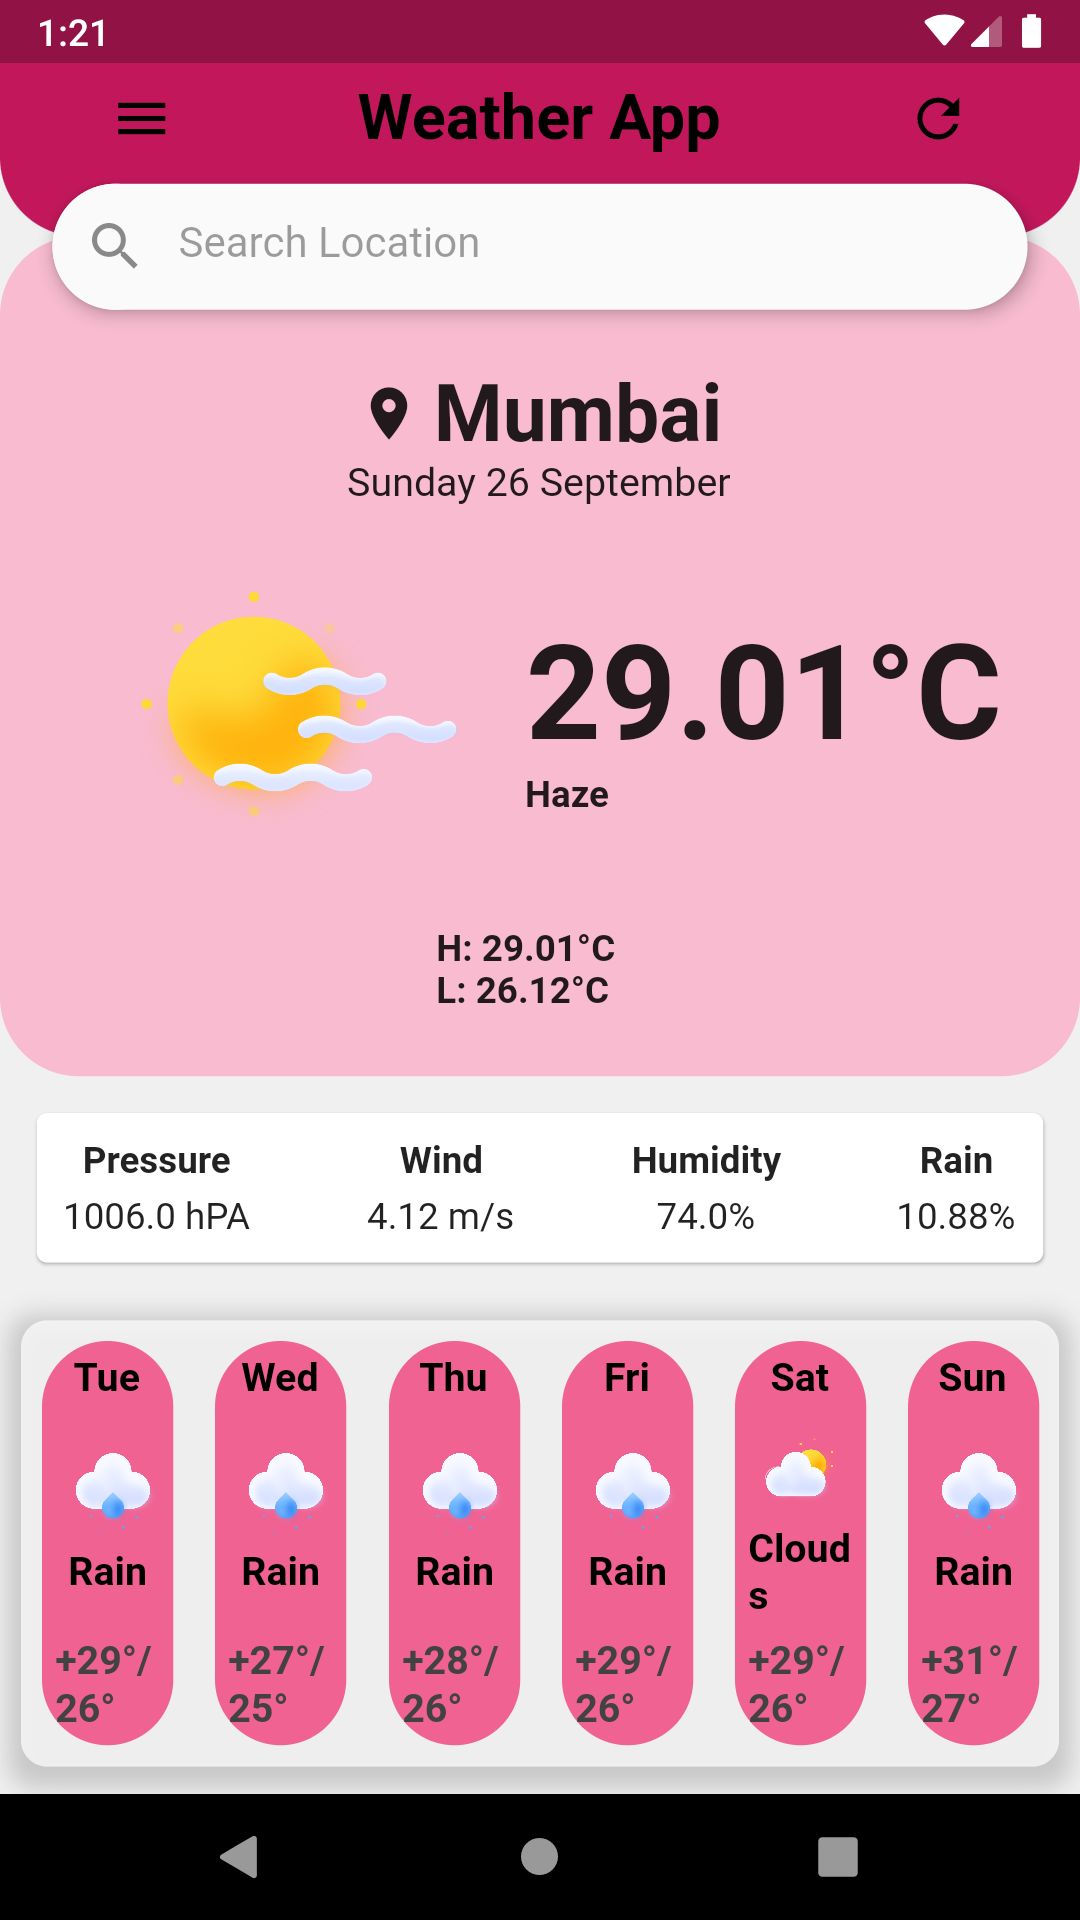 1:21
Weather App
Search Location
Mumbai
Sunday 26 September
29.01°C
Haze
H: 29.01°C
L: 26.12°C
Pressure Wind Humidity Rain
1006.0 hPA 4.12 m/s 74.0% 10.88%
Tue Wed Thu Fri Sat Sun
Rain Rain Rain Rain Cloud Rain
s
+29°/ +27°/ +28°/ +29°/ +29°/ +31°/
26° 25° 26° 26° 26° 27°